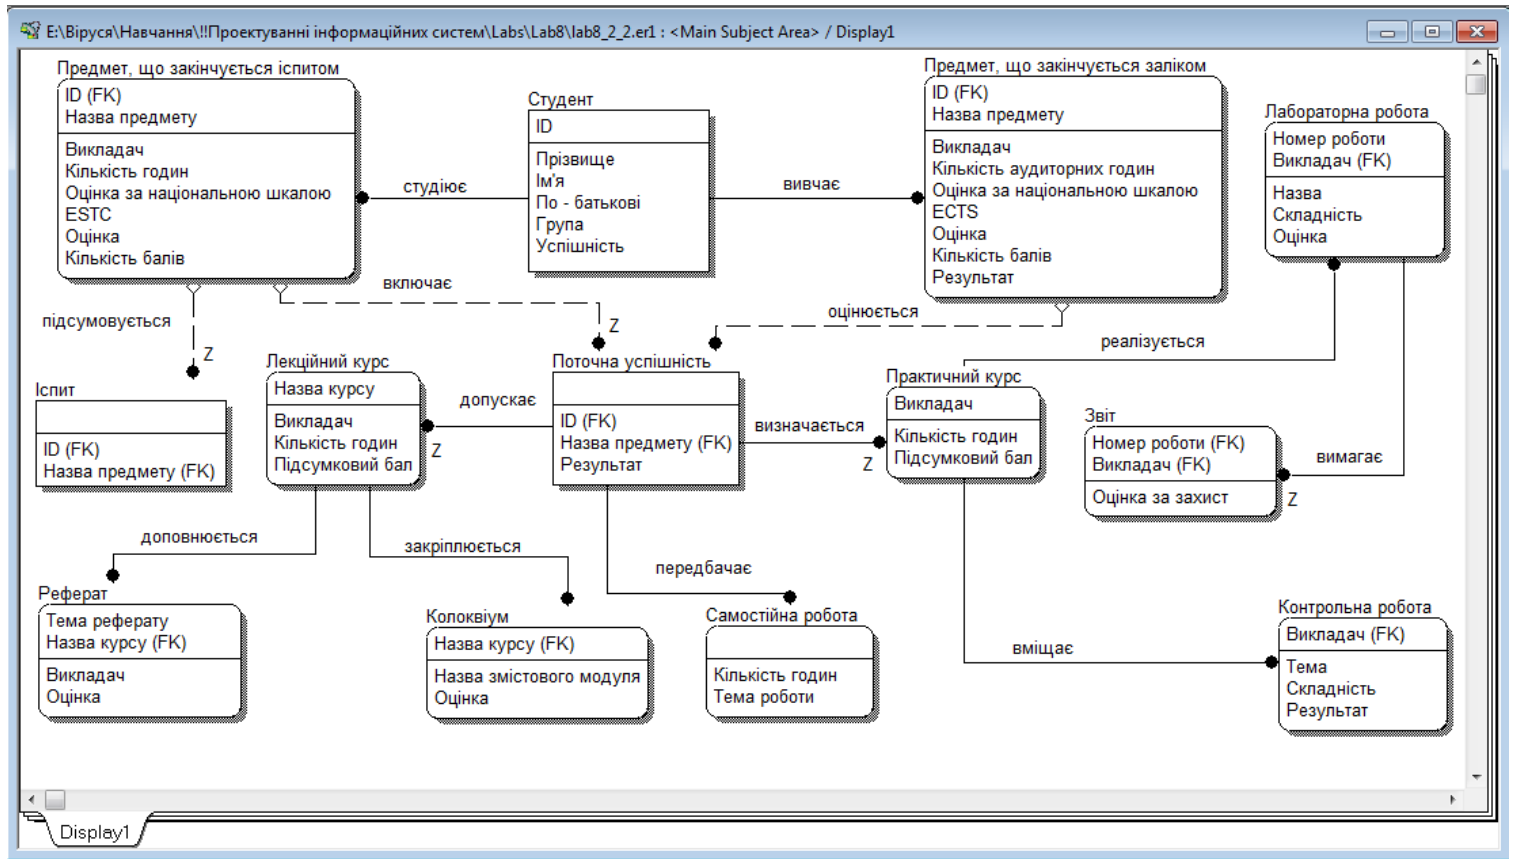 E:\Віруся\Навчання\!!Проектуванні інформаційних систем\Labs\Lab8\lab8_2_2.er1 : <Main Subject Area> / Display1
Предмет, що закінчується іспитом
ID (FK)
Назва предмету
Викладач
Кількість годин
Оцінка за національною шкалою
ESTC
Оцінка
Кількість балів
студіює
Студент
ID
Прізвище
Ім'я
По - батькові
Група
Успішність
вивчає
Предмет, що закінчується заліком
ID (FK)
Назва предмету
Викладач
Кількість аудиторних годин
Оцінка за національною шкалою
ECTS
Оцінка
Кількість балів
Результат
Лабораторна робота
Номер роботи
Викладач (FK)
Назва
Складність
Оцінка
підсумовується
Z
включає
Z
оцінюється
реалізується
Іспит
ID (FK)
Назва предмету (FK)
Лекційний курс
Назва курсу
Викладач
Кількість годин
Підсумковий бал
допускає
Z
Поточна успішність
ID (FK)
Назва предмету (FK)
Результат
визначається
Z
Практичний курс
Викладач
Кількість годин
Підсумковий бал
Звіт
Номер роботи (FK)
Викладач (FK)
Оцінка за захист
вимагає
Z
доповнюється
закріплюється
передбачає
вміщає
Реферат
Тема реферату
Назва курсу (FK)
Викладач
Оцінка
Колоквіум
Назва курсу (FK)
Назва змістового модуля
Оцінка
Самостійна робота
Кількість годин
Тема роботи
Контрольна робота
Викладач (FK)
Тема
Складність
Результат
Display1